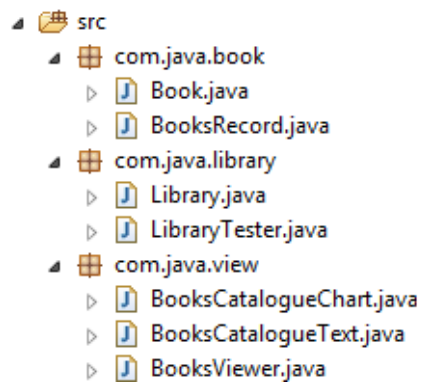 src
com.java.book
Book.java
BooksRecord.java
com.java.library
Library.java
LibraryTester.java
com.java.view
BooksCatalogueChart.java
BooksCatalogueText.java
BooksViewer.java